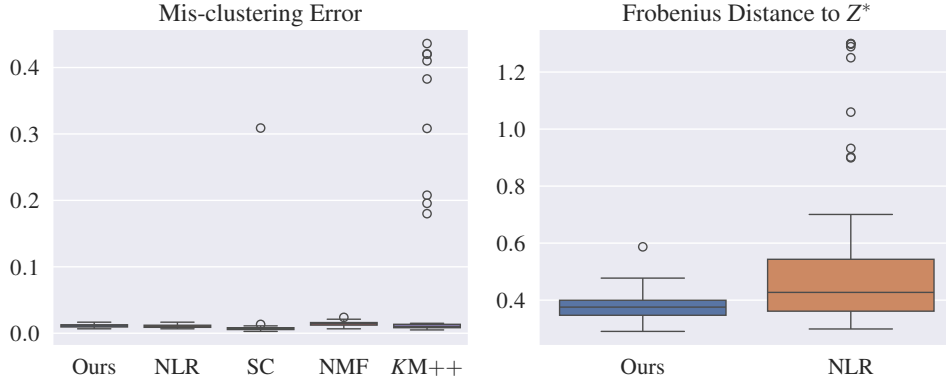 Mis-clustering Error
0.4
0.3
0.2
0.1
0.0
Ours NLR SC NMF KM++
Frobenius Distance to Z*
1.2
1.0
0.8
0.6
0.4
Ours NLR